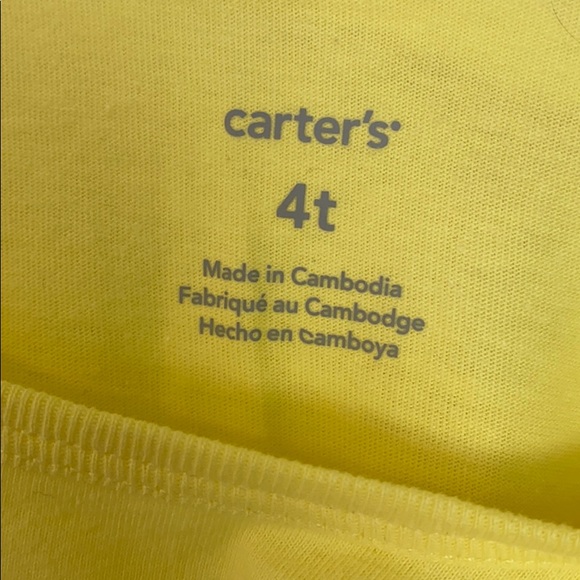 carter's
4t
Made in Cambodia
Fabriqué au Cambodge
Hecho en camboya